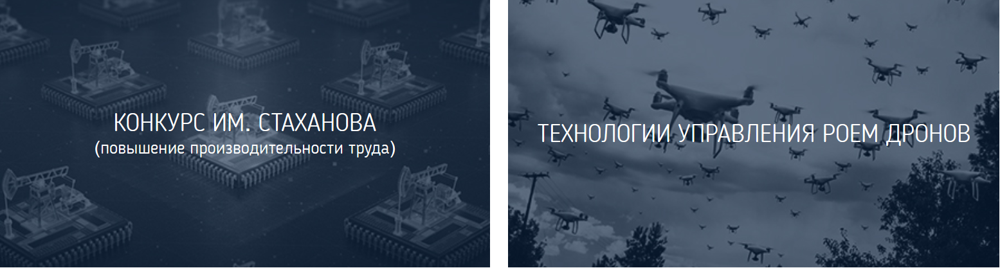 КОНКУРС ИМ. СТАХАНОВА
(повышение производительности труда)
ТЕХНОЛОГИИ УПРАВЛЕНИЯ РОЕМ ДРОНОВ